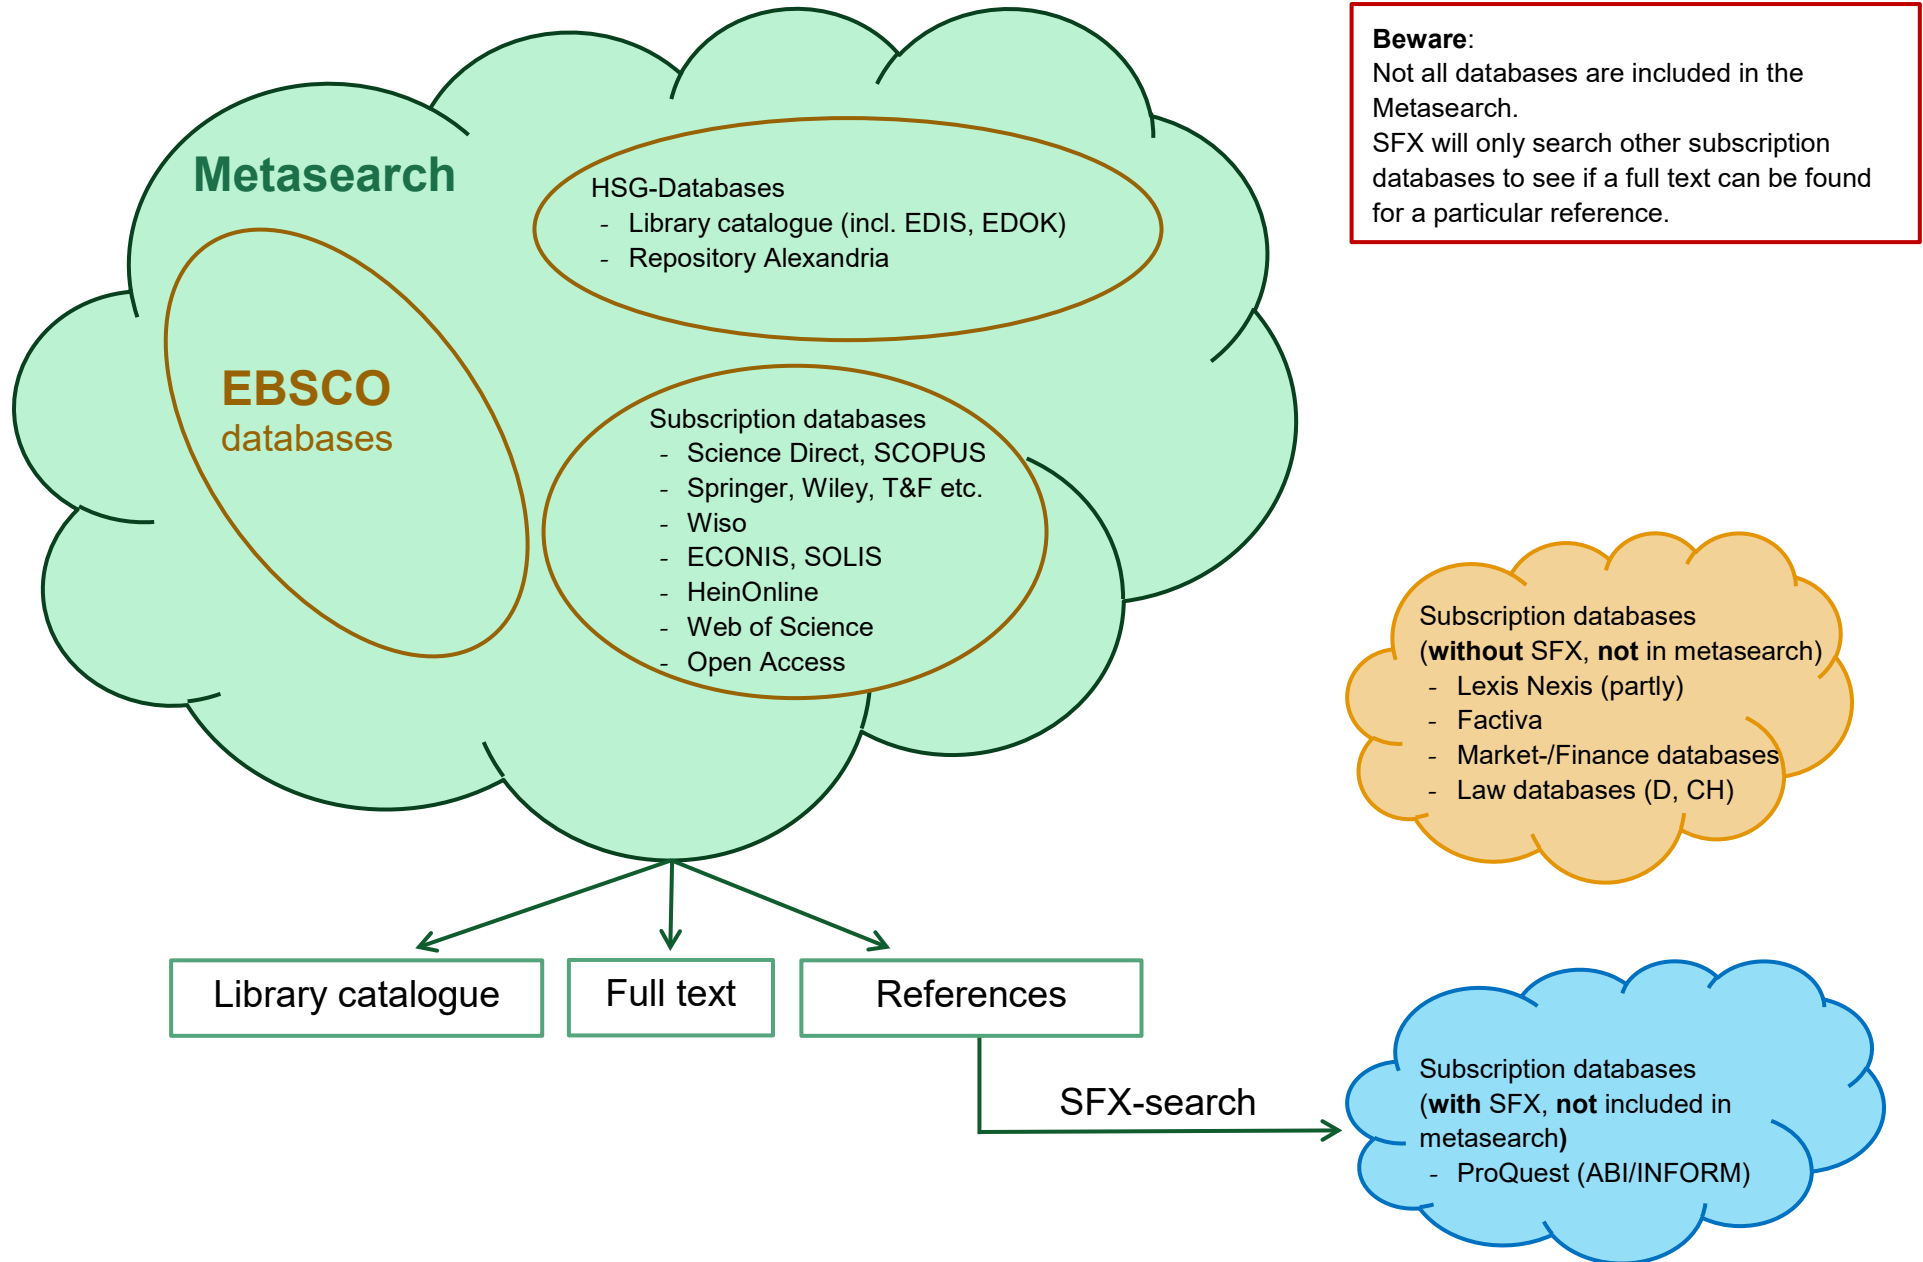 Beware:
Not all databases are included in the
Metasearch.
SFX will only search other subscription
databases to see if a full text can be found
for a particular reference.
Metasearch
HSG-Databases
- Library catalogue (incl. EDIS, EDOK)
- Repository Alexandria
EBSCO
databases
Subscription databases
- Science Direct, SCOPUS
- Springer, Wiley, T&F etc.
- Wiso
- ECONIS, SOLIS
- HeinOnline
- Web of Science
- Open Access
Subscription databases
(without SFX, not in metasearch)
- Lexis Nexis (partly)
- Factiva
- Market-/Finance databases
- Law databases (D, CH)
Library catalogue
Full text
References
SFX-search
Subscription databases
(with SFX, not included in
metasearch)
- ProQuest (ABI/INFORM)